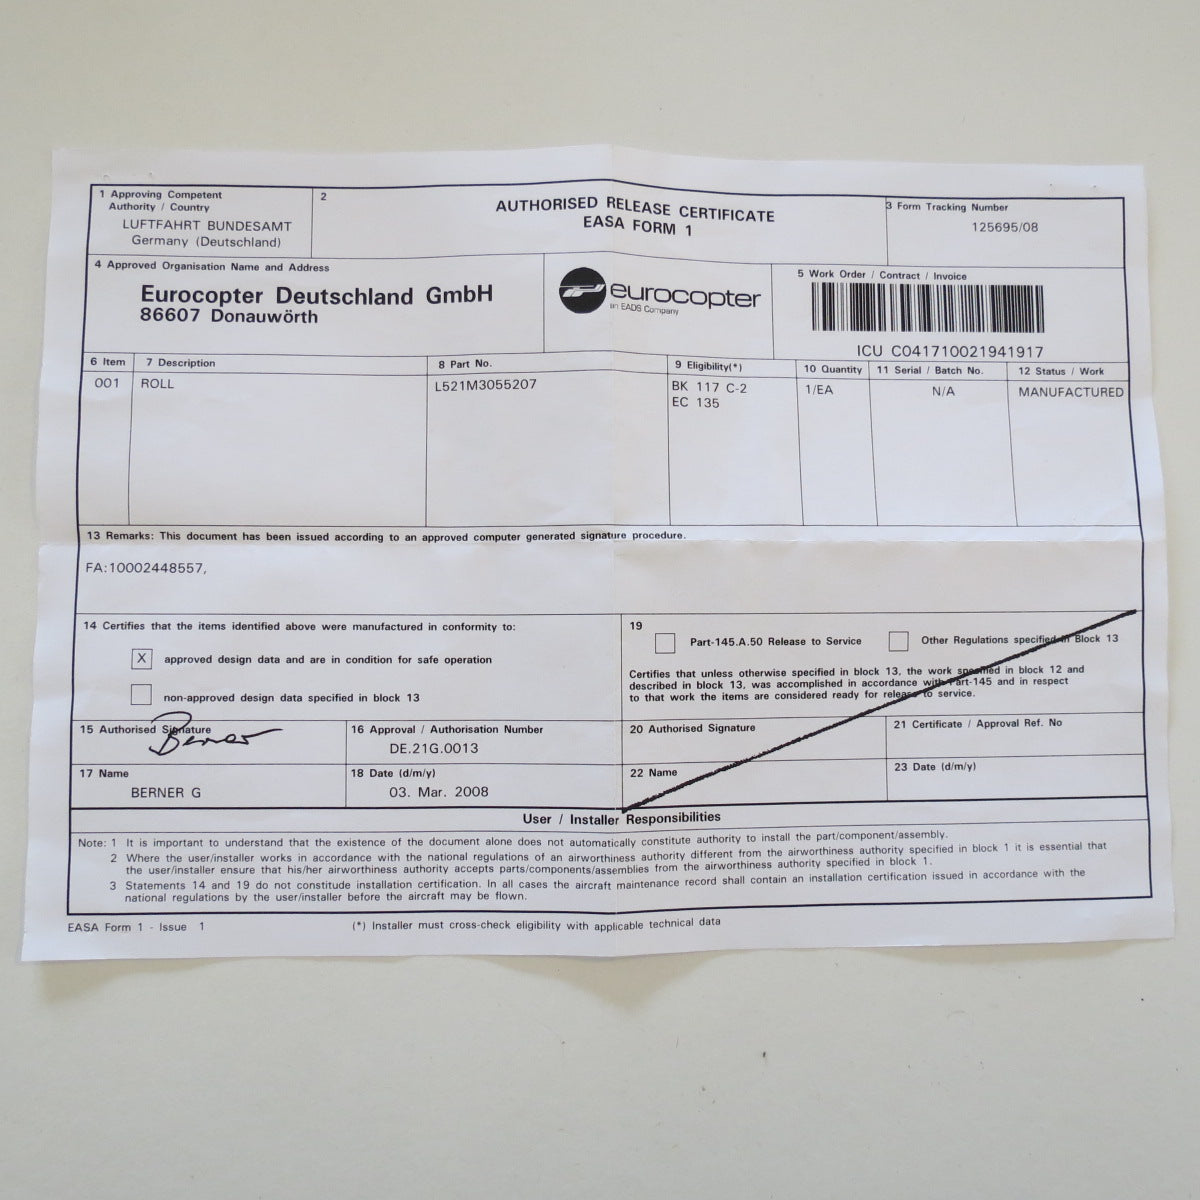 1 Approving Competent
Authority / Country
LUFTFAHRT BUNDESAMT
Germany (Deutschland)
2
AUTHORISED RELEASE CERTIFICATE
EASA FORM 1
3 Form Tracking Number
125695/08
4 Approved Organisation Name and Address
Eurocopter Deutschland GmbH
86607 Donauwörth
eurocopter
an EADS Company
5 Work Order / Contract / Invoice
ICU C041710021941917
6 Item 7 Description 8 Part No. 9 Eligibility(*) 10 Quantity 11 Serial / Batch No. 12 Status / Work
001 ROLL L521M3055207 BK 117 C-2 1/EA N/A MANUFACTURED
EC 135
13 Remarks: This document has been issued according to an approved computer generated signature procedure.
FA:10002448557,
14 Certifies that the items identified above were manufactured in conformity to:
X approved design data and are in condition for safe operation
non-approved design data specified in block 13
19
Part-145.A.50 Release to Service Other Regulations specified in Block 13
Certifies that unless otherwise specified in block 13, the work specified in block 12 and
described in block 13, was accomplished in accordance with Part-145 and in respect
to that work the items are considered ready for release to service.
15 Authorised Signature
Berner
16 Approval / Authorisation Number
DE.21G.0013
20 Authorised Signature
21 Certificate / Approval Ref. No
17 Name
BERNER G
18 Date (d/m/y)
03. Mar. 2008
22 Name
23 Date (d/m/y)
User / Installer Responsibilities
Note: 1 It is important to understand that the existence of the document alone does not automatically constitute authority to install the part/component/assembly.
2 Where the user/installer works in accordance with the national regulations of an airworthiness authority different from the airworthiness authority specified in block 1 it is essential that
the user/installer ensure that his/her airworthiness authority accepts parts/components/assemblies from the airworthiness authority specified in block 1.
3 Statements 14 and 19 do not constitude installation certification. In all cases the aircraft maintenance record shall contain an installation certification issued in accordance with the
national regulations by the user/installer before the aircraft may be flown.
EASA Form 1 - Issue 1
(*) Installer must cross-check eligibility with applicable technical data